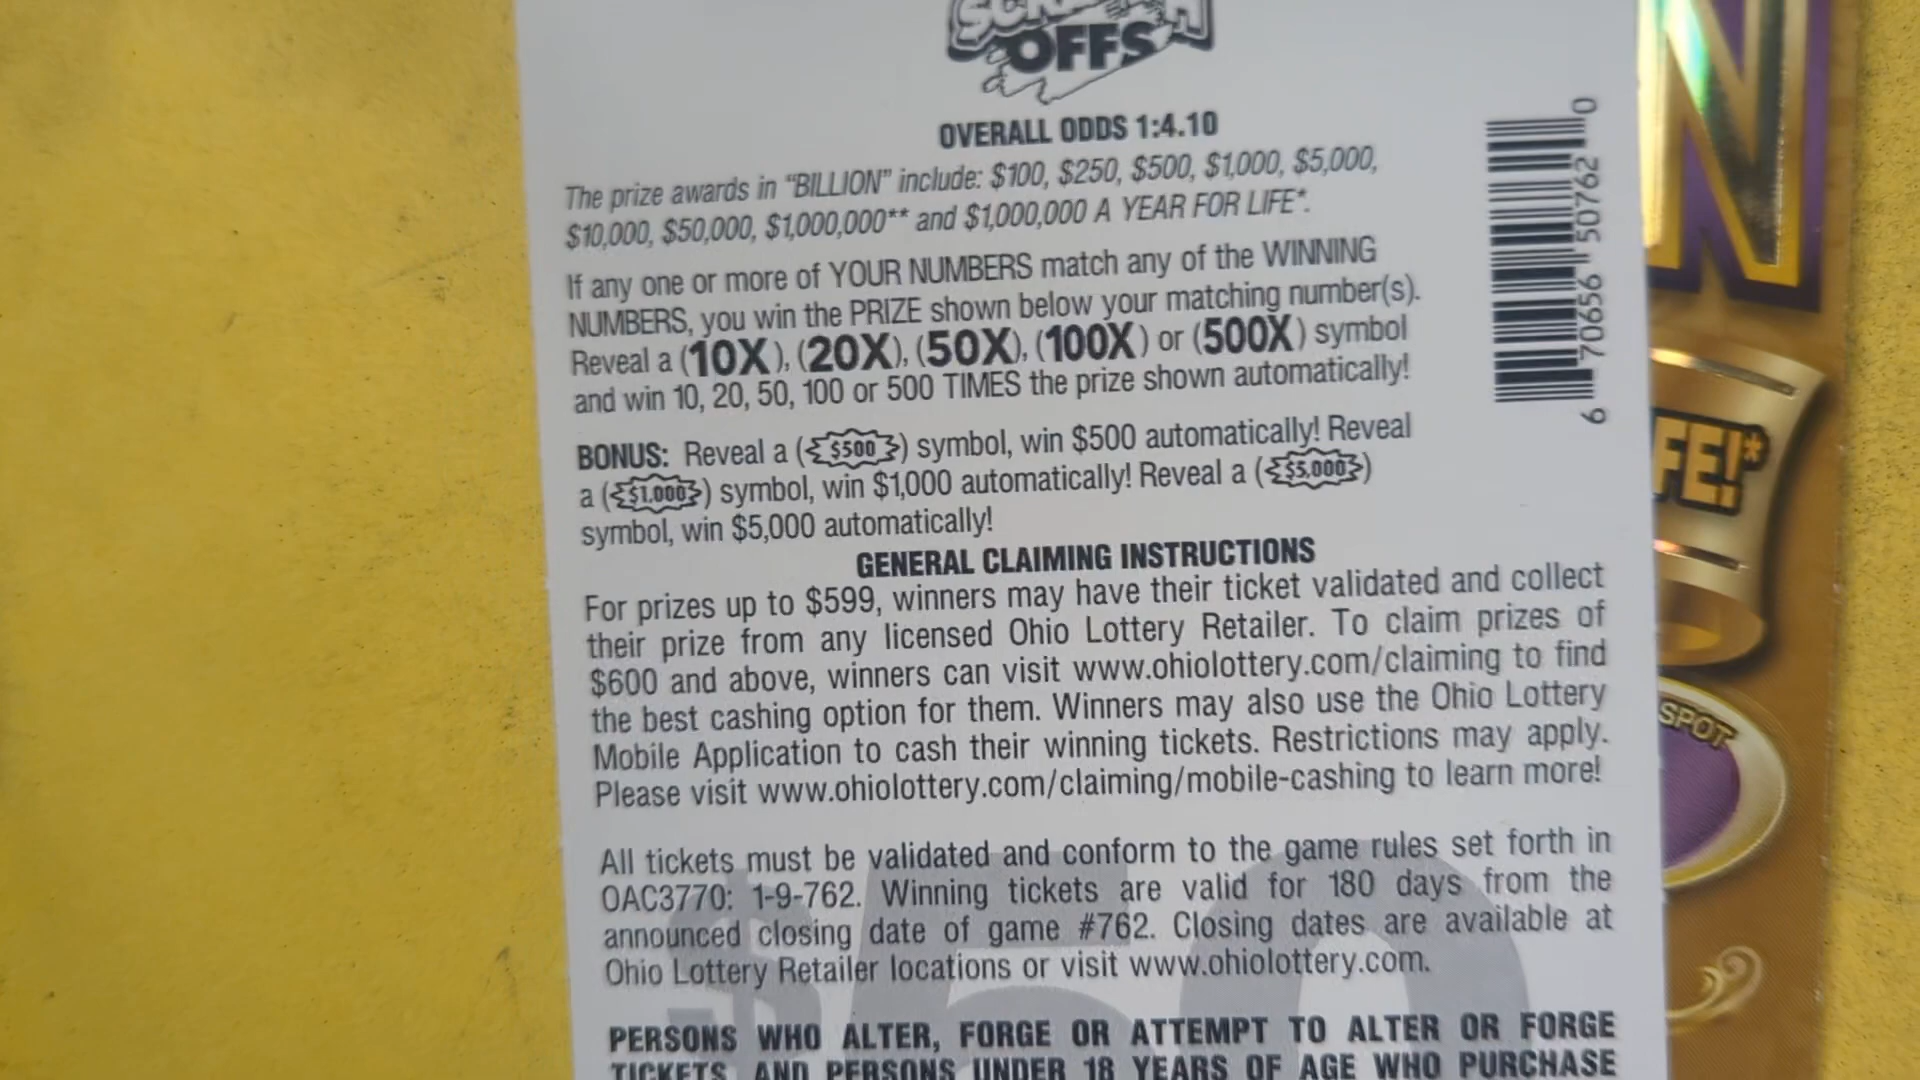 SCRATCH
OFFS
OVERALL ODDS 1:4.10
The prize awards in “BILLION” include: $100, $250, $500, $1,000, $5,000,
$10,000, $50,000, $1,000,000** and $1,000,000 A YEAR FOR LIFE*.
If any one or more of YOUR NUMBERS match any of the WINNING
NUMBERS, you win the PRIZE shown below your matching number(s).
Reveal a (10X), (20X), (50X), (100X) or (500X) symbol
and win 10, 20, 50, 100 or 500 TIMES the prize shown automatically!
BONUS: Reveal a ($500) symbol, win $500 automatically! Reveal
a ($1,000) symbol, win $1,000 automatically! Reveal a ($5,000)
symbol, win $5,000 automatically!
GENERAL CLAIMING INSTRUCTIONS
For prizes up to $599, winners may have their ticket validated and collect
their prize from any licensed Ohio Lottery Retailer. To claim prizes of
$600 and above, winners can visit www.ohiolottery.com/claiming to find
the best cashing option for them. Winners may also use the Ohio Lottery
Mobile Application to cash their winning tickets. Restrictions may apply.
Please visit www.ohiolottery.com/claiming/mobile-cashing to learn more!
All tickets must be validated and conform to the game rules set forth in
OAC3770: 1-9-762. Winning tickets are valid for 180 days from the
announced closing date of game #762. Closing dates are available at
Ohio Lottery Retailer locations or visit www.ohiolottery.com.
PERSONS WHO ALTER, FORGE OR ATTEMPT TO ALTER OR FORGE
TICKETS AND PERSONS UNDER 18 YEARS OF AGE WHO PURCHASE
$50
6 70656 50762 0
N
FE!*
SPOT